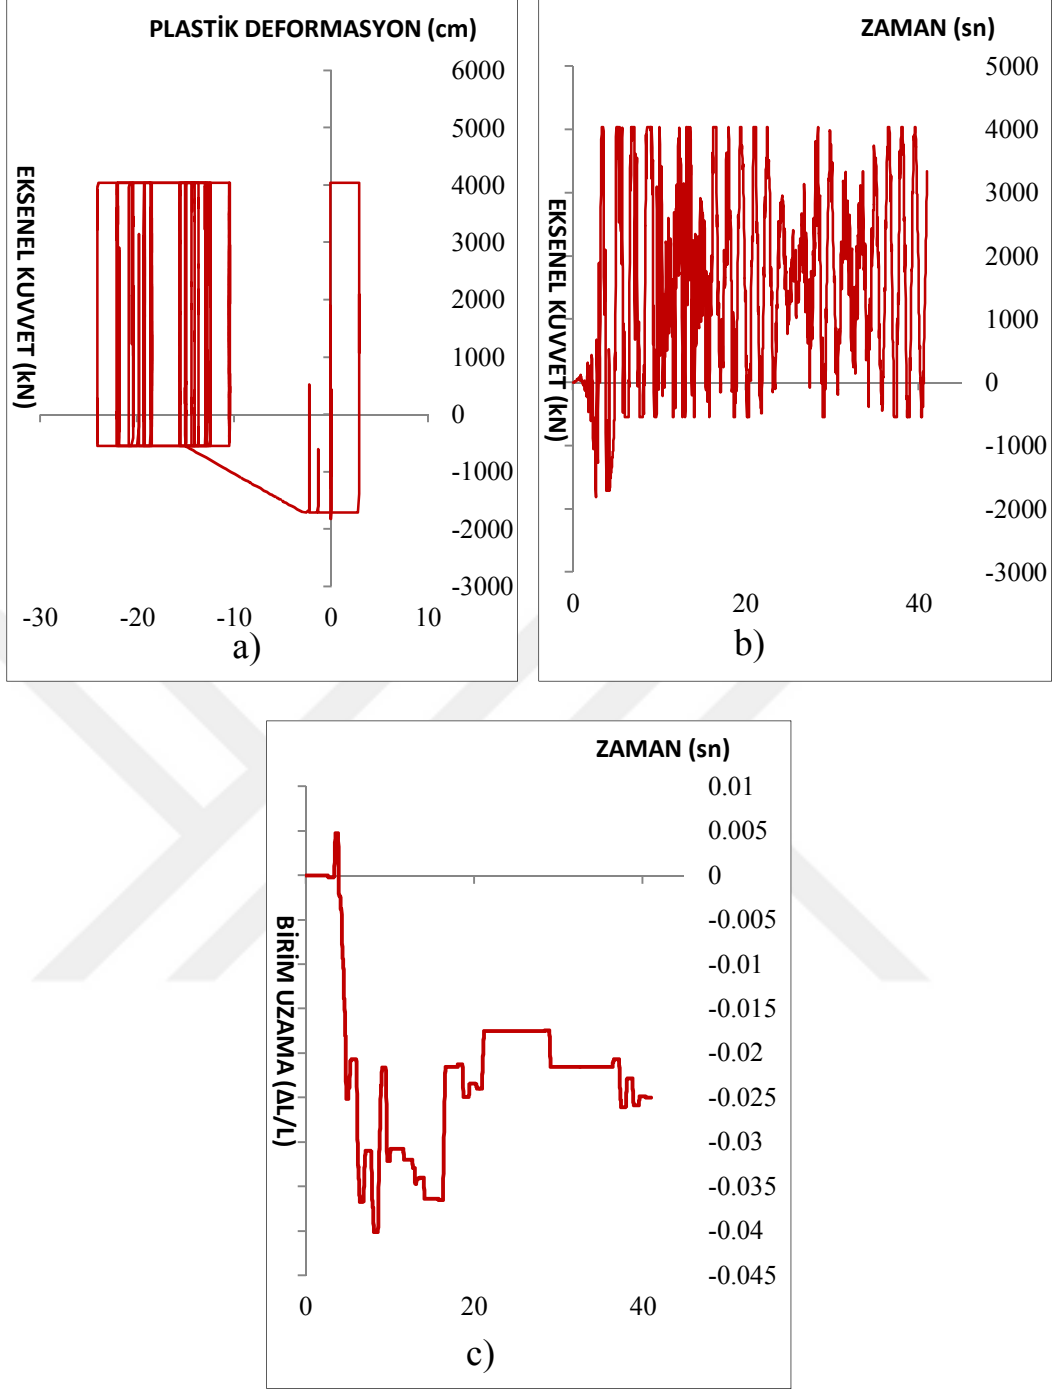 PLASTİK DEFORMASYON (cm)
EKSENEL KUVVET (kN)
6000
5000
4000
3000
2000
1000
0
-1000
-2000
-3000
-30 -20 -10 0 10
a)
ZAMAN (sn)
EKSENEL KUVVET (kN)
5000
4000
3000
2000
1000
0
-1000
-2000
-3000
0 20 40
b)
ZAMAN (sn)
BİRİM UZAMA (ΔL/L)
0.01
0.005
0
-0.005
-0.01
-0.015
-0.02
-0.025
-0.03
-0.035
-0.04
-0.045
0 20 40
c)